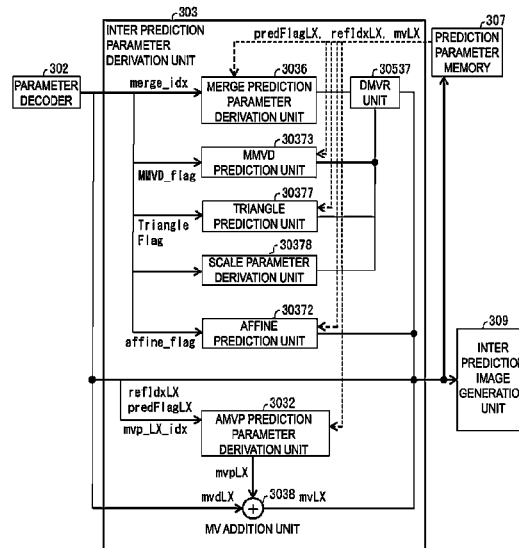 303
INTER PREDICTION
PARAMETER
DERIVATION UNIT
predFlagLX, refIdxLX, mvLX
307
PREDICTION
PARAMETER
MEMORY
302
PARAMETER
DECODER
merge_idx
3036
MERGE PREDICTION
PARAMETER
DERIVATION UNIT
30537
DMVR
UNIT
30373
MMVD
PREDICTION UNIT
MMVD_flag
30377
TRIANGLE
PREDICTION UNIT
Triangle
Flag
30378
SCALE PARAMETER
DERIVATION UNIT
30372
AFFINE
PREDICTION UNIT
affine_flag
309
INTER
PREDICTION
IMAGE
GENERATION
UNIT
refIdxLX
predFlagLX
mvp_LX_idx
3032
AMVP PREDICTION
PARAMETER
DERIVATION UNIT
mvpLX
mvdLX
+
3038
mvLX
MV ADDITION UNIT